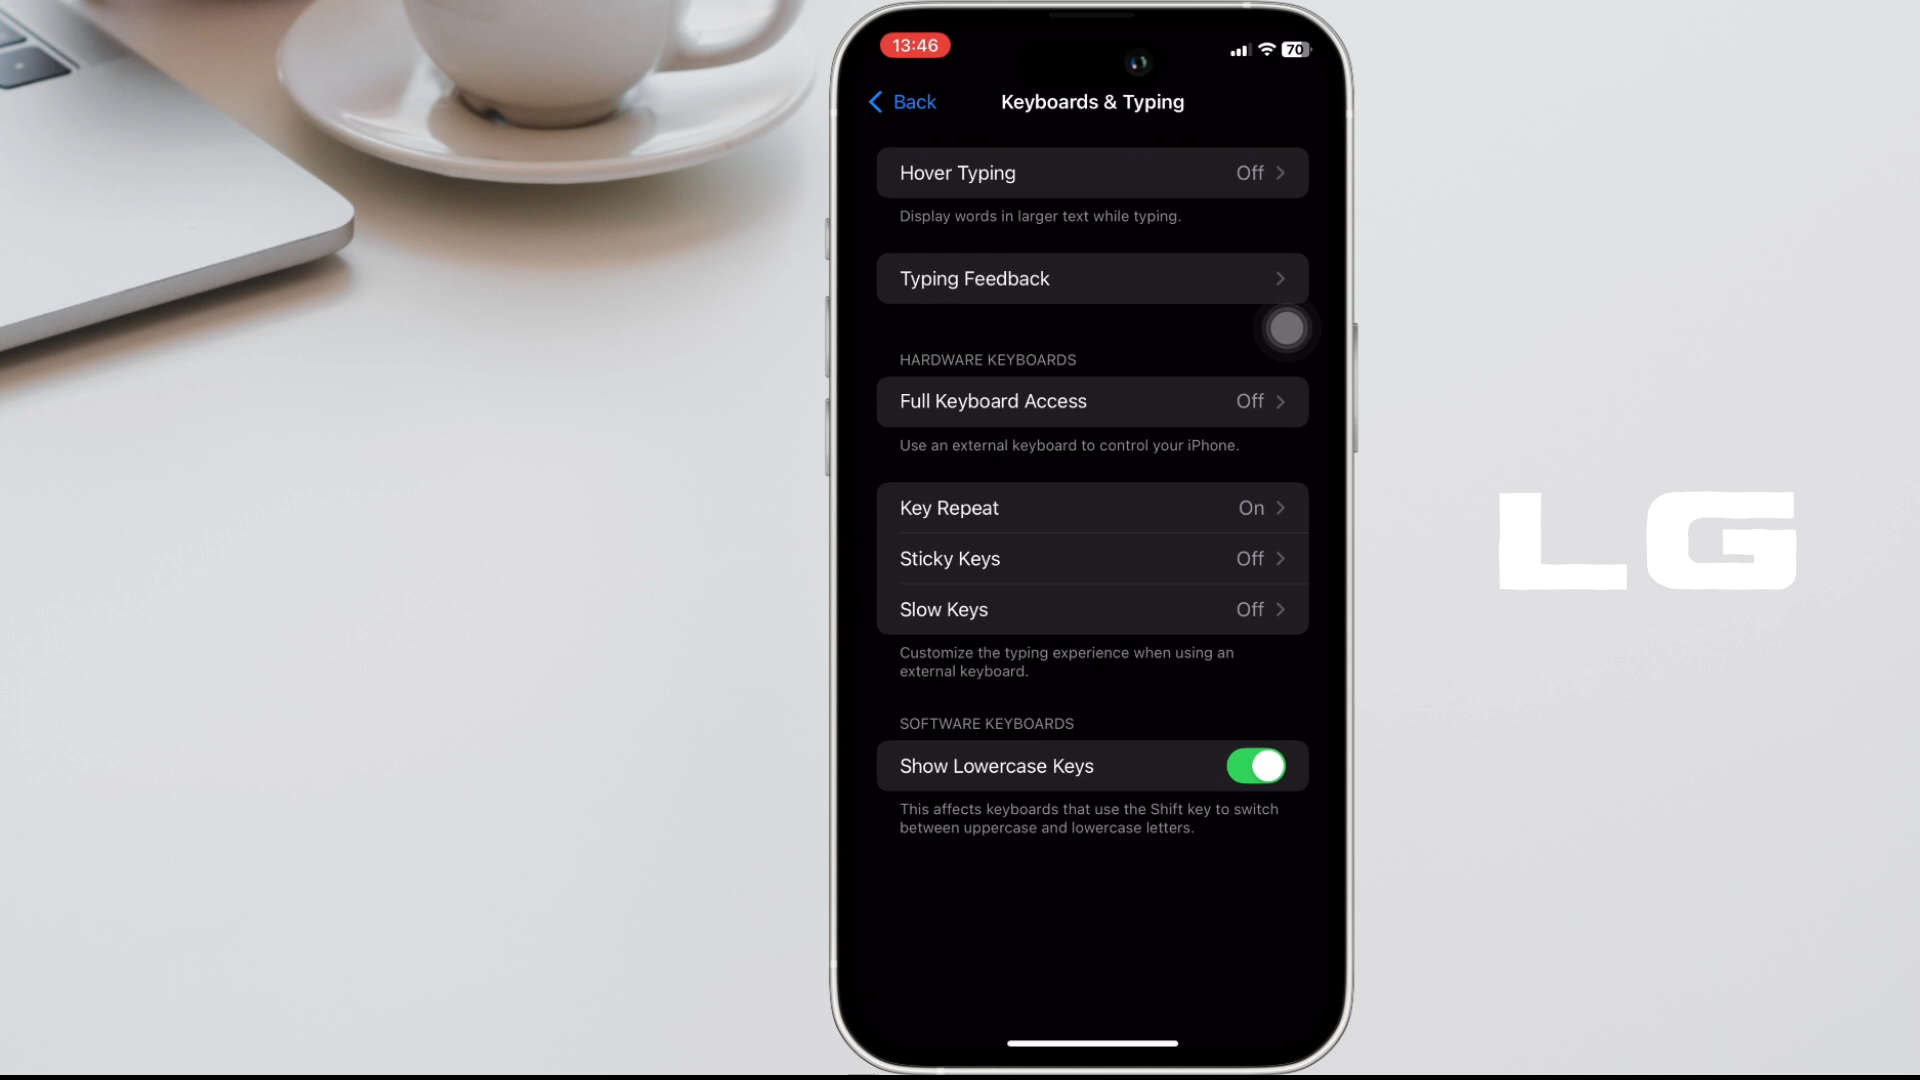 13:46
70
Back
Keyboards & Typing
Hover Typing
Off
Display words in larger text while typing.
Typing Feedback
HARDWARE KEYBOARDS
Full Keyboard Access
Off
Use an external keyboard to control your iPhone.
Key Repeat
On
Sticky Keys
Off
Slow Keys
Off
Customize the typing experience when using an
external keyboard.
SOFTWARE KEYBOARDS
Show Lowercase Keys
This affects keyboards that use the Shift key to switch
between uppercase and lowercase letters.
LG